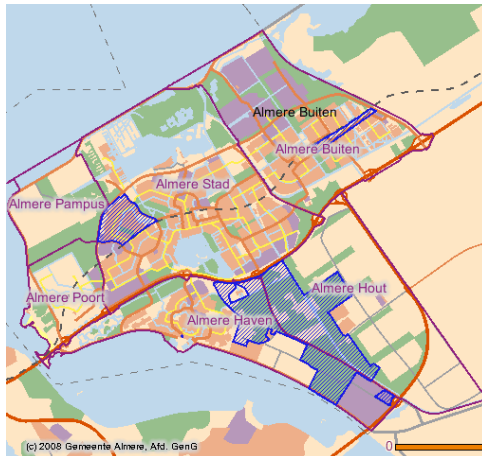 Almere Buiten
Almere Buiten
Almere Stad
Almere Pampus
Almere Poort
Almere Hout
Almere Haven
(c) 2008 Gemeente Almere, Afd. GenG
0